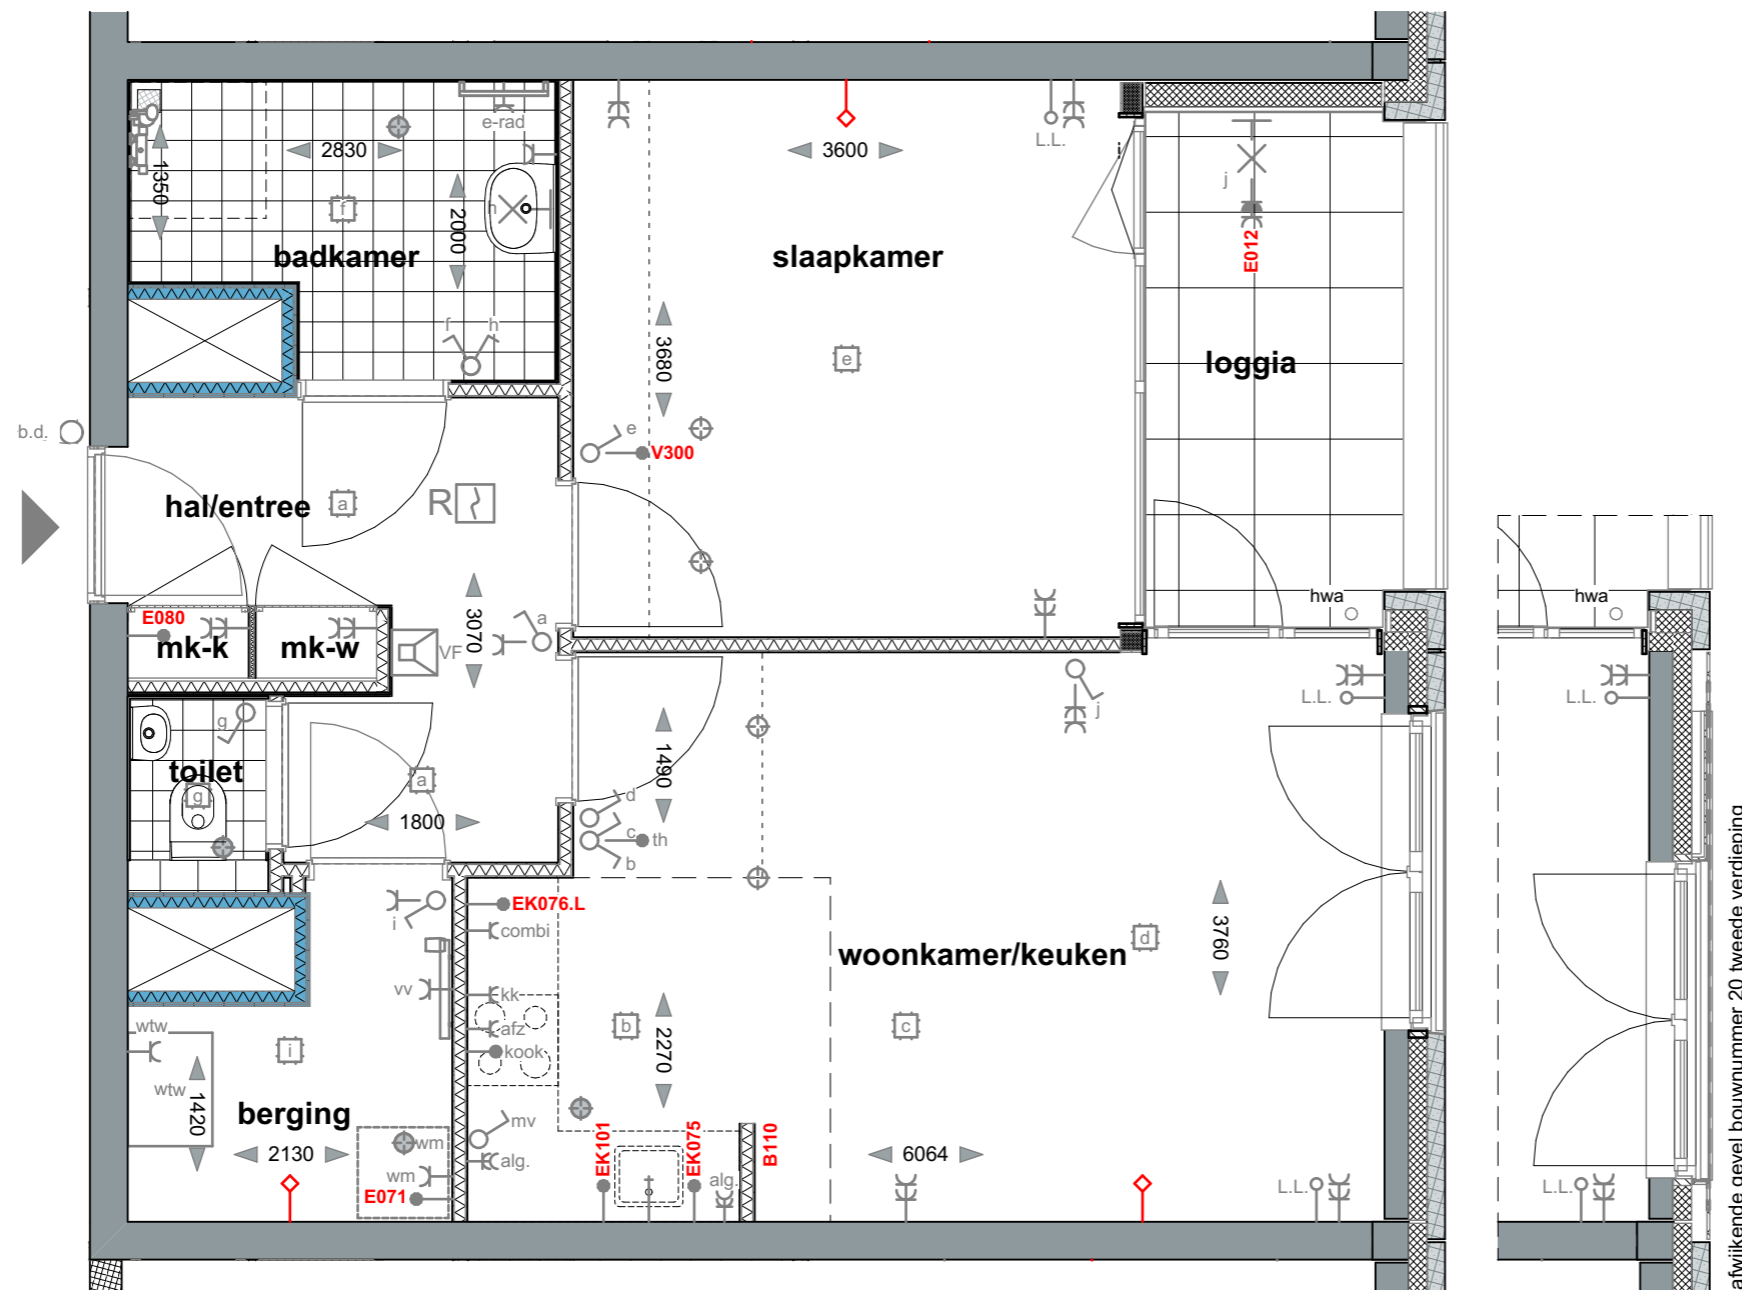 e-rad
2830
1350
f
2000
h
badkamer
f
h
3600
L.L.
i
slaapkamer
j
E012
3680
e
loggia
e
V300
b.d.
hal/entree
a
R
E080
mk-k
mk-w
VF
3070
a
hwa
hwa
L.L.
L.L.
j
g
toilet
g
a
1800
1490
d
c
th
b
i
EK076.L
combi
woonkamer/keuken
d
3760
vv
kk
afz
kook
b
2270
c
wtw
wtw
1420
i
berging
2130
wm
wm
E071
mv
alg.
EK101
EK075
alg.
B110
6064
L.L.
L.L.
afwijkende gevel bouwnummer 20 tweede verdieping